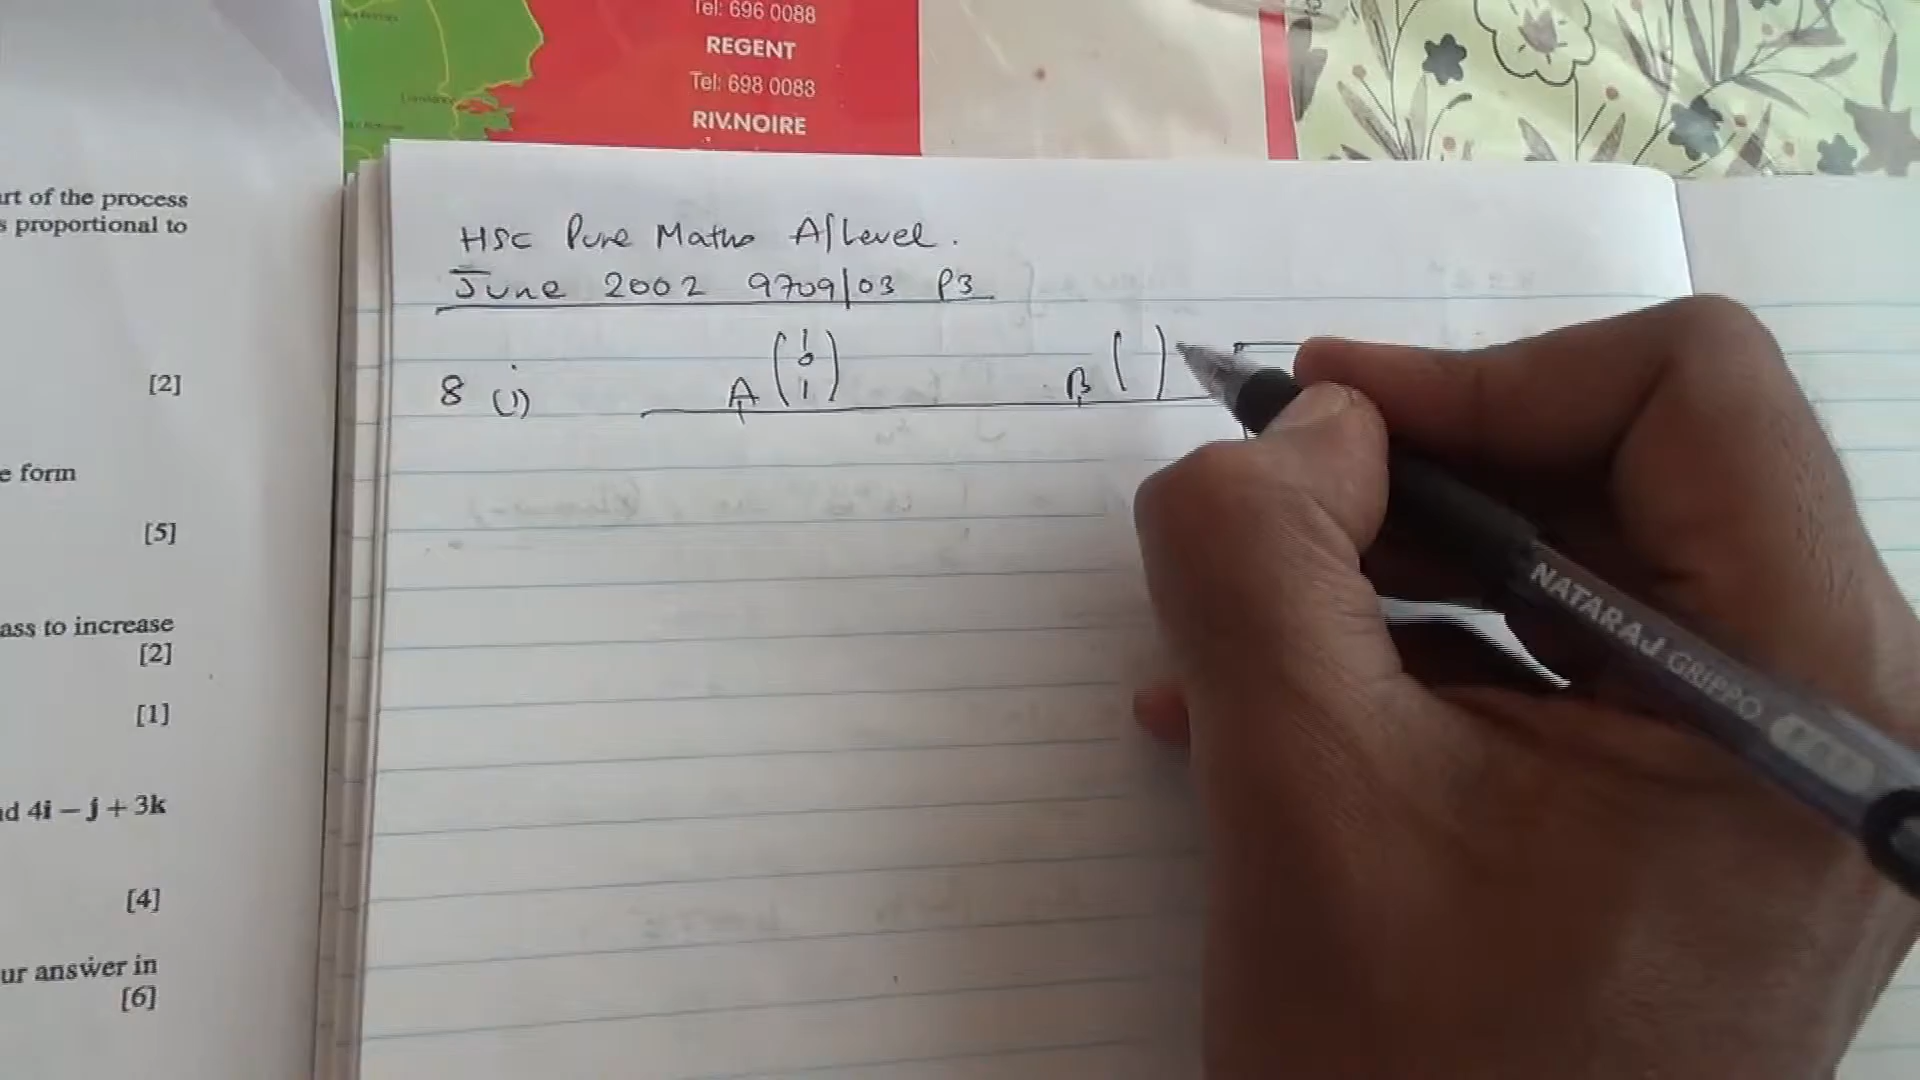 Tel: 696 0088
REGENT
Tel: 698 0088
RIV.NOIRE
rt of the process
s proportional to
[2]
e form
[5]
ass to increase
[2]
[1]
d 4i – j + 3k
[4]
ur answer in
[6]
HSC Pure Maths A/Level.
June 2002 9709/03 P3
8 (i) A (1 0 1) B ( )
NATARAJ GRIPPO